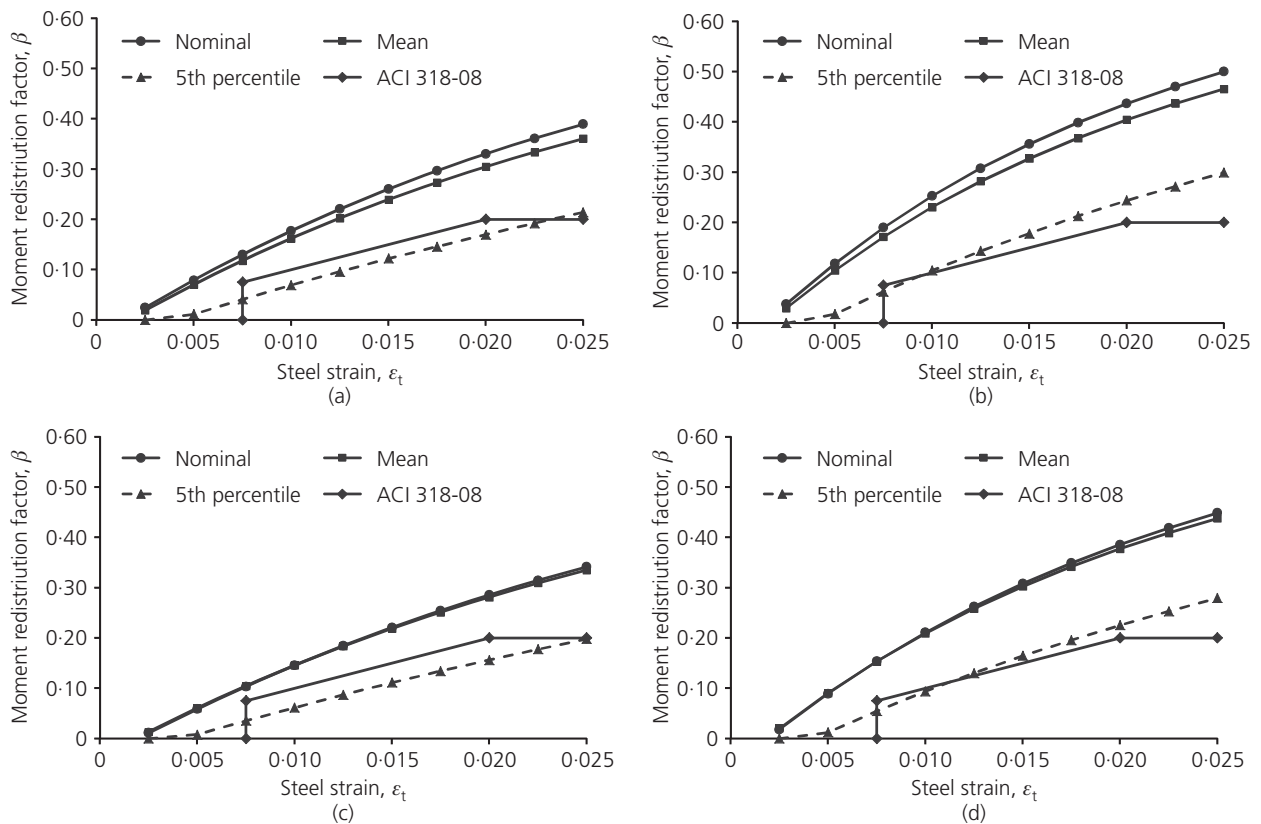 0·60
0·50
0·40
0·30
0·20
0·10
0
Moment redistriution factor, β
Nominal
Mean
5th percentile
ACI 318-08
0 0·005 0·010 0·015 0·020 0·025
Steel strain, εt
(a)
0·60
0·50
0·40
0·30
0·20
0·10
0
Moment redistriution factor, β
Nominal
Mean
5th percentile
ACI 318-08
0 0·005 0·010 0·015 0·020 0·025
Steel strain, εt
(b)
0·60
0·50
0·40
0·30
0·20
0·10
0
Moment redistriution factor, β
Nominal
Mean
5th percentile
ACI 318-08
0 0·005 0·010 0·015 0·020 0·025
Steel strain, εt
(c)
0·60
0·50
0·40
0·30
0·20
0·10
0
Moment redistriution factor, β
Nominal
Mean
5th percentile
ACI 318-08
0 0·005 0·010 0·015 0·020 0·025
Steel strain, εt
(d)